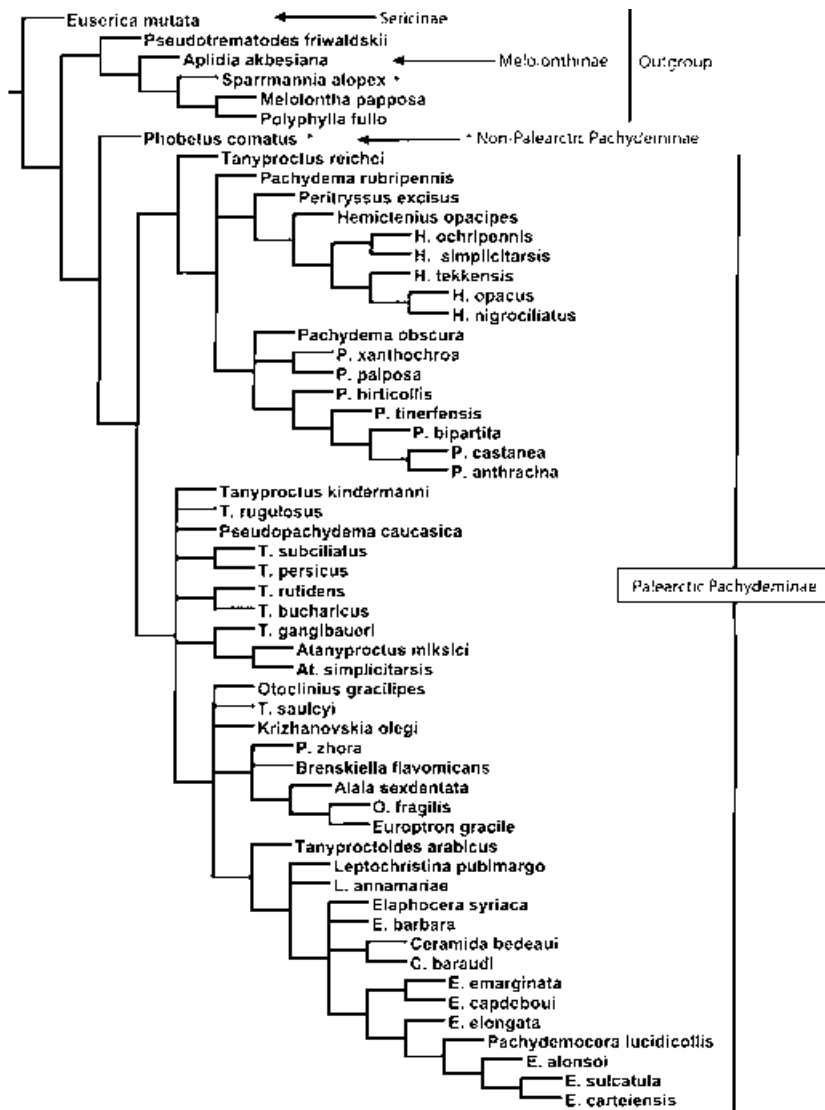 Euserica mutata
Sericinae
Pseudotrematodes friwaldskii
Aplidia akbesiana
Melolonthinae
Outgroup
Sparrmannia alopex *
Melolontha papposa
Polyphylla fullo
Phobetus comatus *
* Non-Palearctic Pachydeminae
Tanyproctus reichei
Pachydema rubripennis
Peritryssus excisus
Hemictenius opacipes
H. ochripennis
H. simplicitarsis
H. tekkensis
H. opacus
H. nigrociliatus
Pachydema obscura
P. xanthochroa
P. palposa
P. hirticollis
P. tinerfensis
P. bipartita
P. castanea
P. anthracina
Tanyproctus kindermanni
T. rugulosus
Pseudopachydema caucasica
T. subciliatus
T. persicus
T. rufidens
Palearctic Pachydeminae
T. bucharicus
T. ganglbaueri
Atanyproctus miksici
At. simplicitarsis
Otoclinius gracilipes
T. saulcyi
Krizhanovskia olegi
P. zhora
Brenskiella flavomicans
Alala sexdentata
O. fragilis
Europtron gracile
Tanyproctoides arabicus
Leptochristina pubimargo
L. annamariae
Elaphocera syriaca
E. barbara
Ceramida bedeaui
C. baraudi
E. emarginata
E. capdeboui
E. elongata
Pachydemocera lucidicollis
E. alonsoi
E. sulcatula
E. carteiensis